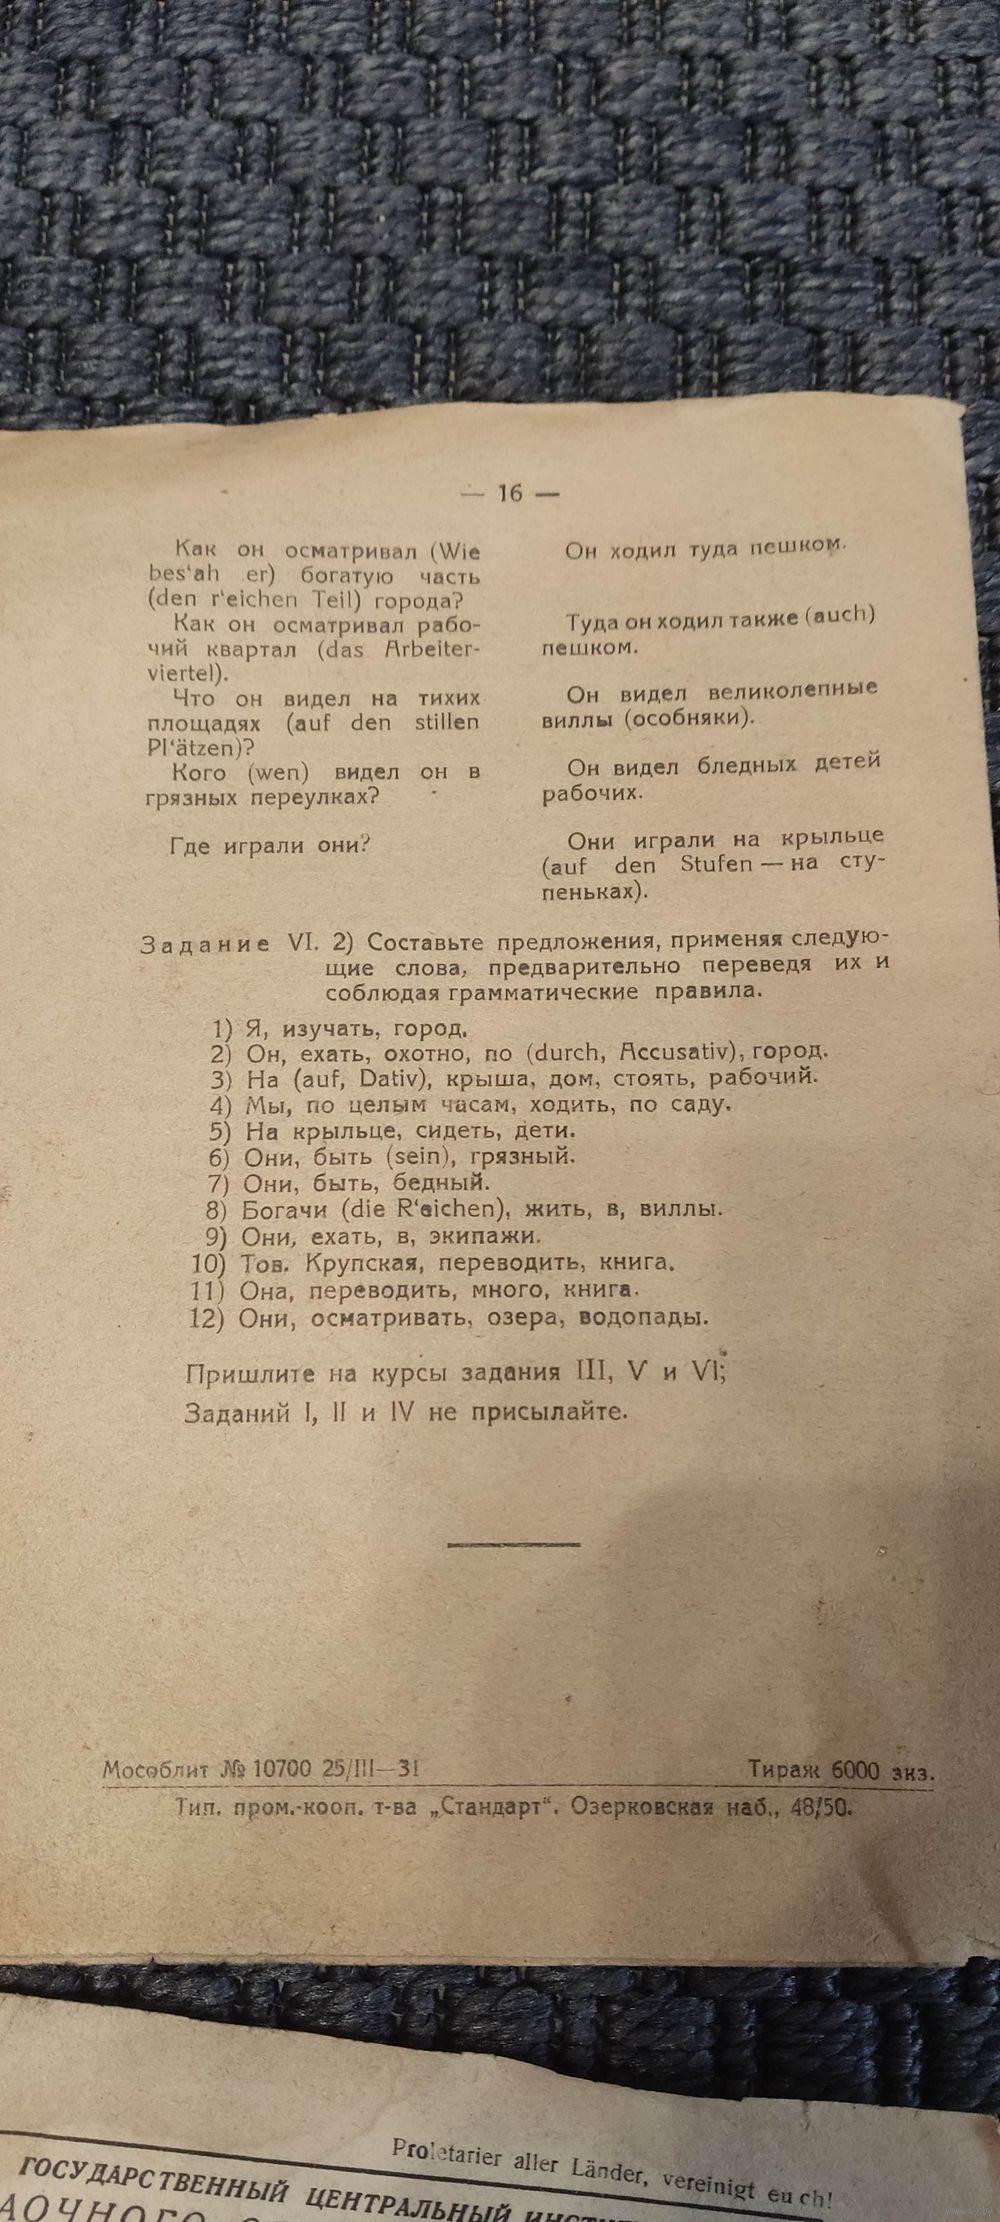 — 16 —
Как он осматривал (Wie
bes‘ah er) богатую часть
(den r‘eichen Teil) города?
Как он осматривал рабо-
чий квартал (das Arbeiter-
viertel).
Что он видел на тихих
площадях (auf den stillen
Pl‘ätzen)?
Кого (wen) видел он в
грязных переулках?
Где играли они?
Он ходил туда пешком.
Туда он ходил также (auch)
пешком.
Он видел великолепные
виллы (особняки).
Он видел бледных детей
рабочих.
Они играли на крыльце
(auf den Stufen — на сту-
пеньках).
Задание VI. 2) Составьте предложения, применяя следую-
щие слова, предварительно переведя их и
соблюдая грамматические правила.
1) Я, изучать, город.
2) Он, ехать, охотно, по (durch, Accusativ), город.
3) На (auf, Dativ), крыша, дом, стоять, рабочий.
4) Мы, по целым часам, ходить, по саду.
5) На крыльце, сидеть, дети.
6) Они, быть (sein), грязный.
7) Они, быть, бедный.
8) Богачи (die R‘eichen), жить, в, виллы.
9) Они, ехать, в, экипажи.
10) Тов. Крупская, переводить, книга.
11) Она, переводить, много, книга.
12) Они, осматривать, озера, водопады.
Пришлите на курсы задания III, V и VI;
Заданий I, II и IV не присылайте.
Мособлит № 10700 25/III—31 Тираж 6000 экз.
Тип. пром.-кооп. т-ва „Стандарт“. Озерковская наб., 48/50.
Proletarier aller Länder, vereinigt euch!
ГОСУДАРСТВЕННЫЙ ЦЕНТРАЛЬНЫЙ
АОЧНОГО